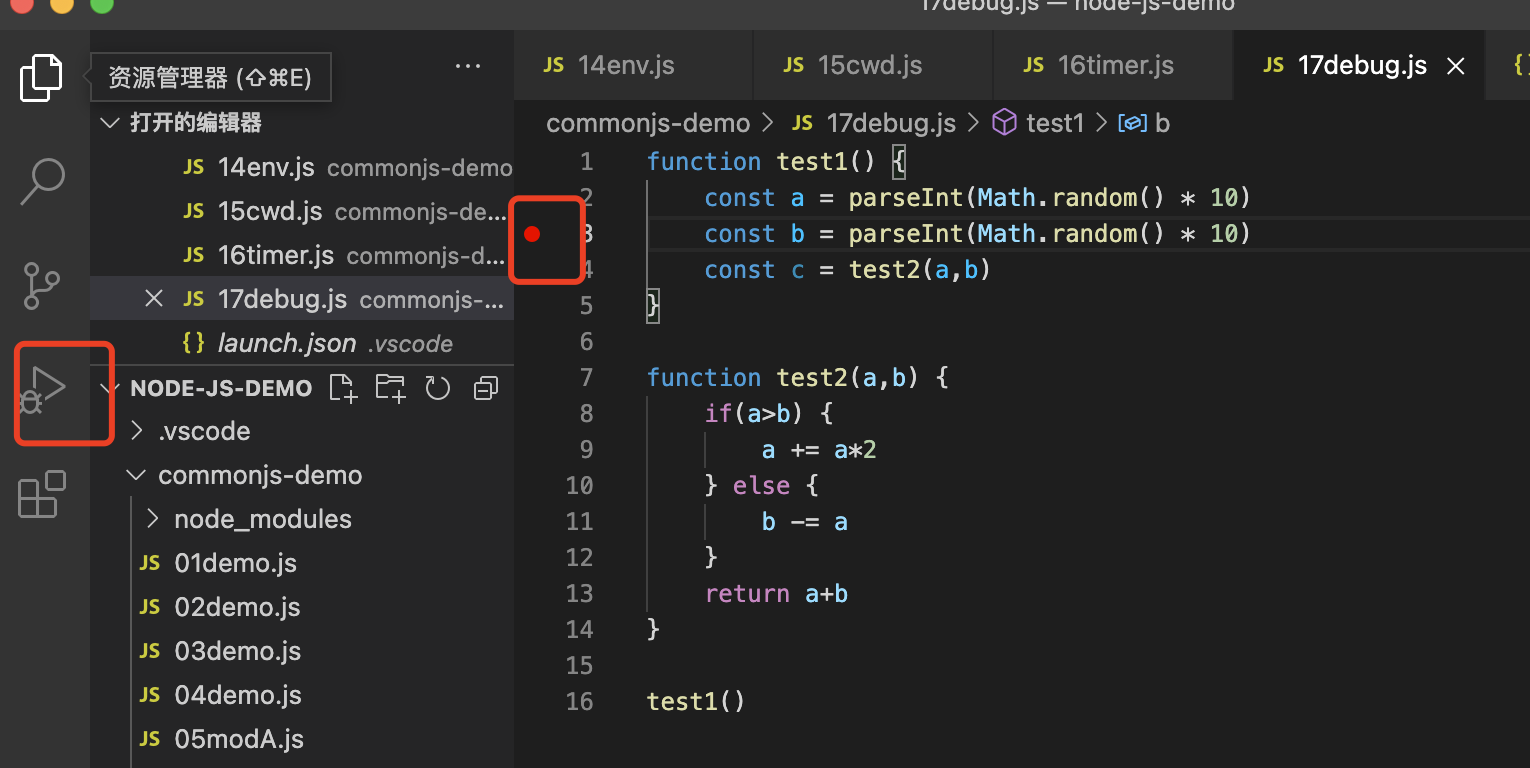 17debug.js — node-js-demo
资源管理器 (⇧⌘E)
打开的编辑器
JS 14env.js commonjs-demo
JS 15cwd.js commonjs-de...
JS 16timer.js commonjs-d...
JS 17debug.js commonjs-...
{} launch.json .vscode
NODE-JS-DEMO
.vscode
commonjs-demo
node_modules
JS 01demo.js
JS 02demo.js
JS 03demo.js
JS 04demo.js
JS 05modA.js
JS 14env.js JS 15cwd.js JS 16timer.js JS 17debug.js
commonjs-demo > JS 17debug.js > test1 > b
1 function test1() {
2 const a = parseInt(Math.random() * 10)
3 const b = parseInt(Math.random() * 10)
4 const c = test2(a,b)
5 }
6
7 function test2(a,b) {
8 if(a>b) {
9 a += a*2
10 } else {
11 b -= a
12 }
13 return a+b
14 }
15
16 test1()